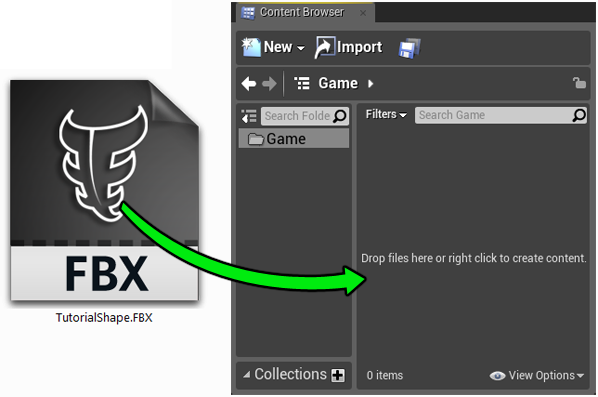 Content Browser
New
Import
Game
Search Folde
Filters
Search Game
Game
FBX
TutorialShape.FBX
Drop files here or right click to create content.
Collections
0 items
View Options